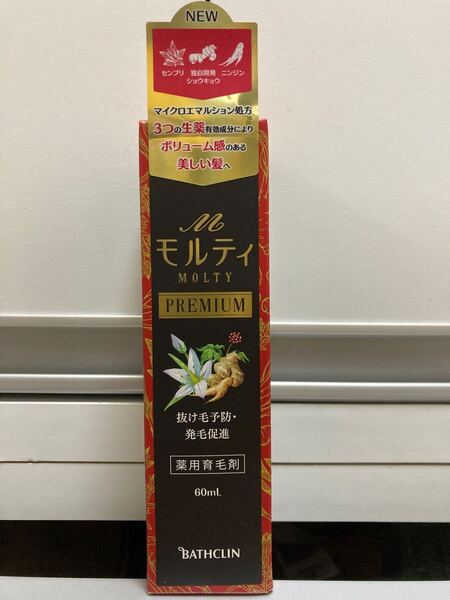 NEW
センブリ 独自開発 ニンジン
ショウキョウ
マイクロエマルション処方
3つの生薬有効成分により
ボリューム感のある
美しい髪へ
モルティ
MOLTY
PREMIUM
抜け毛予防・
発毛促進
薬用育毛剤
60mL
BATHCLIN